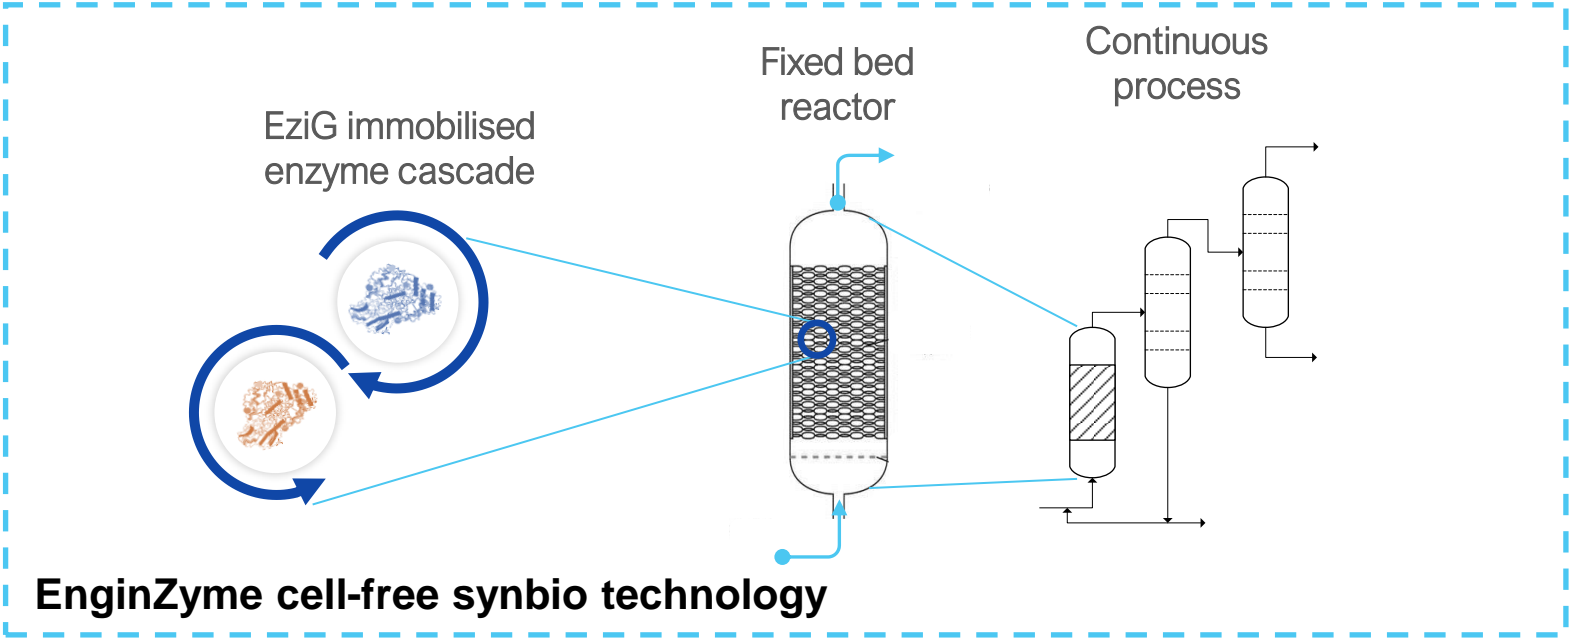 EziG immobilised
enzyme cascade
Fixed bed
reactor
Continuous
process
EnginZyme cell-free synbio technology